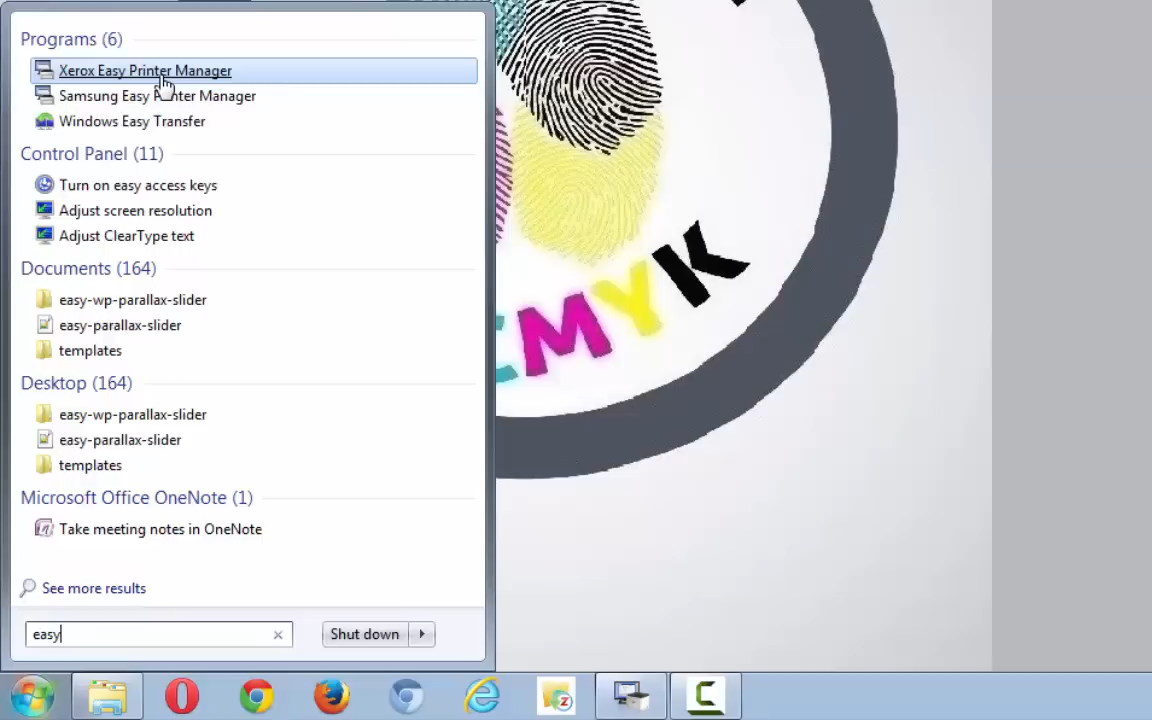 Programs (6)
Xerox Easy Printer Manager
Samsung Easy Printer Manager
Windows Easy Transfer
Control Panel (11)
Turn on easy access keys
Adjust screen resolution
Adjust ClearType text
Documents (164)
easy-wp-parallax-slider
easy-parallax-slider
templates
Desktop (164)
easy-wp-parallax-slider
easy-parallax-slider
templates
Microsoft Office OneNote (1)
Take meeting notes in OneNote
See more results
easy
Shut down
CMYK